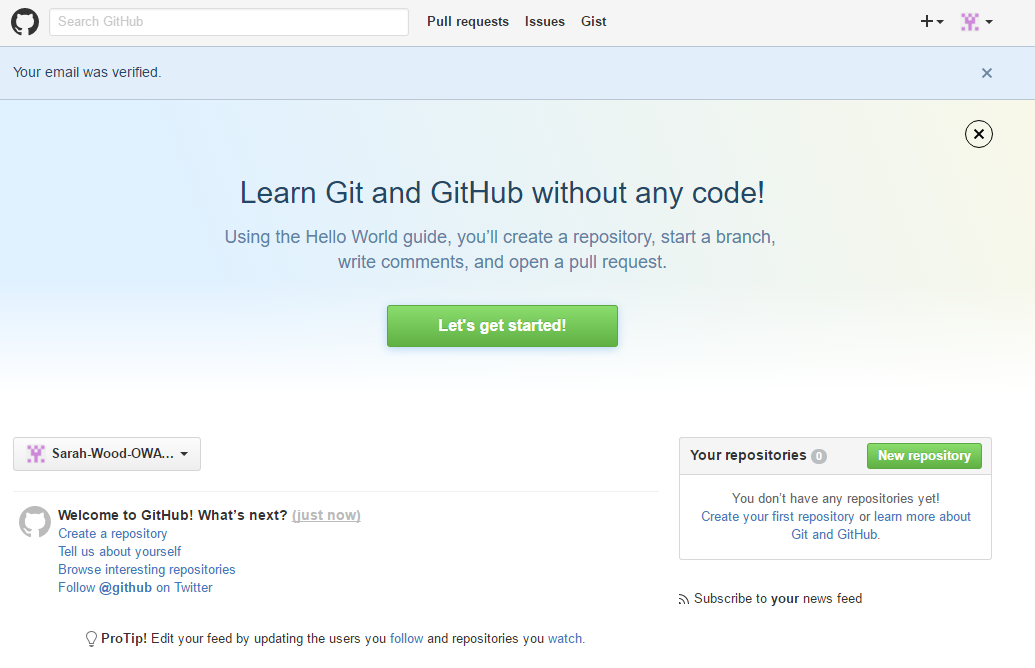 Search GitHub Pull requests Issues Gist
Your email was verified.
Learn Git and GitHub without any code!
Using the Hello World guide, you’ll create a repository, start a branch,
write comments, and open a pull request.
Let's get started!
Sarah-Wood-OWA...
Welcome to GitHub! What’s next? (just now)
Create a repository
Tell us about yourself
Browse interesting repositories
Follow @github on Twitter
ProTip! Edit your feed by updating the users you follow and repositories you watch.
Your repositories 0 New repository
You don’t have any repositories yet!
Create your first repository or learn more about
Git and GitHub.
Subscribe to your news feed